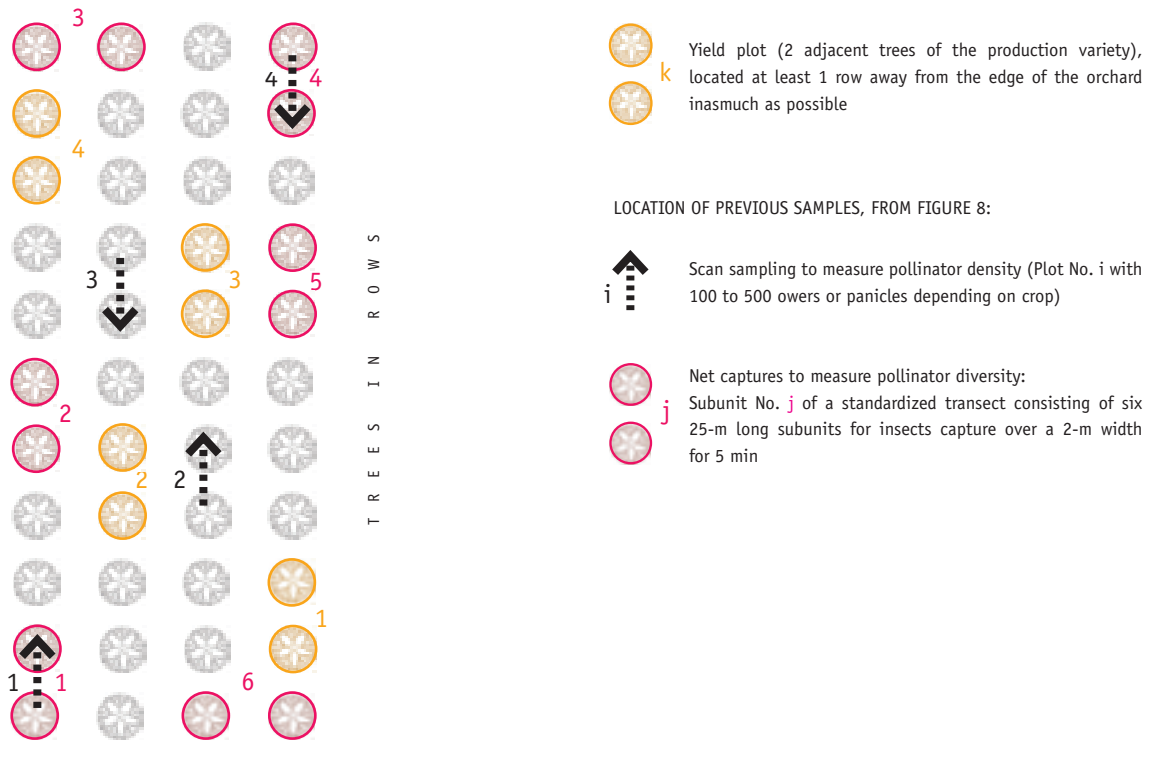 3
4
4
4
3
3
5
2
2
2
1
1
1
6
TREES IN ROWS
k
Yield plot (2 adjacent trees of the production variety),
located at least 1 row away from the edge of the orchard
inasmuch as possible
LOCATION OF PREVIOUS SAMPLES, FROM FIGURE 8:
i
Scan sampling to measure pollinator density (Plot No. i with
100 to 500 owers or panicles depending on crop)
j
Net captures to measure pollinator diversity:
Subunit No. j of a standardized transect consisting of six
25-m long subunits for insects capture over a 2-m width
for 5 min